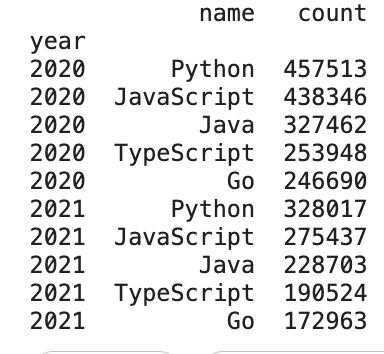 name count
year
2020 Python 457513
2020 JavaScript 438346
2020 Java 327462
2020 TypeScript 253948
2020 Go 246690
2021 Python 328017
2021 JavaScript 275437
2021 Java 228703
2021 TypeScript 190524
2021 Go 172963